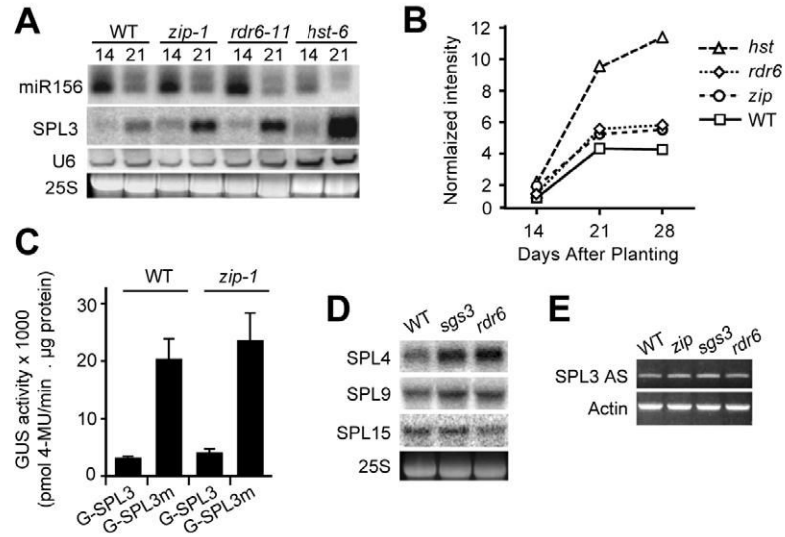 A
WT zip-1 rdr6-11 hst-6
14 21 14 21 14 21 14 21
miR156
SPL3
U6
25S
B
Normlaized intensity
12
10
8
6
4
2
0
14 21 28
Days After Planting
hst
rdr6
zip
WT
C
WT zip-1
GUS activity x 1000
(pmol 4-MU/min . µg protein)
30
20
10
0
G-SPL3
G-SPL3m
G-SPL3
G-SPL3m
D
WT sgs3 rdr6
SPL4
SPL9
SPL15
25S
E
WT zip sgs3 rdr6
SPL3 AS
Actin